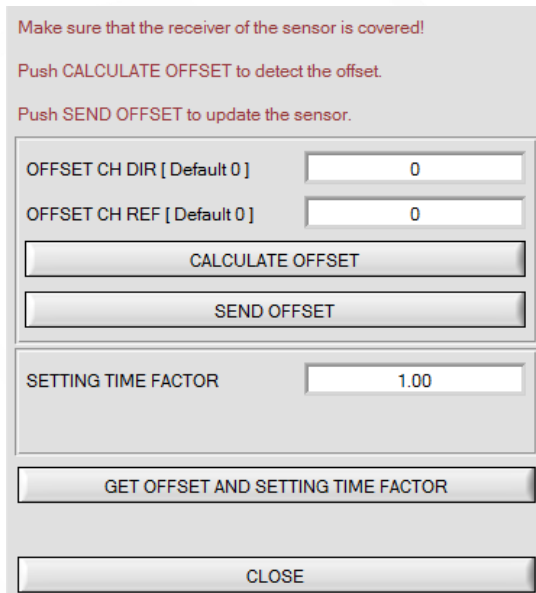 Make sure that the receiver of the sensor is covered!
Push CALCULATE OFFSET to detect the offset.
Push SEND OFFSET to update the sensor.
OFFSET CH DIR [ Default 0 ] 0
OFFSET CH REF [ Default 0 ] 0
CALCULATE OFFSET
SEND OFFSET
SETTING TIME FACTOR 1.00
GET OFFSET AND SETTING TIME FACTOR
CLOSE